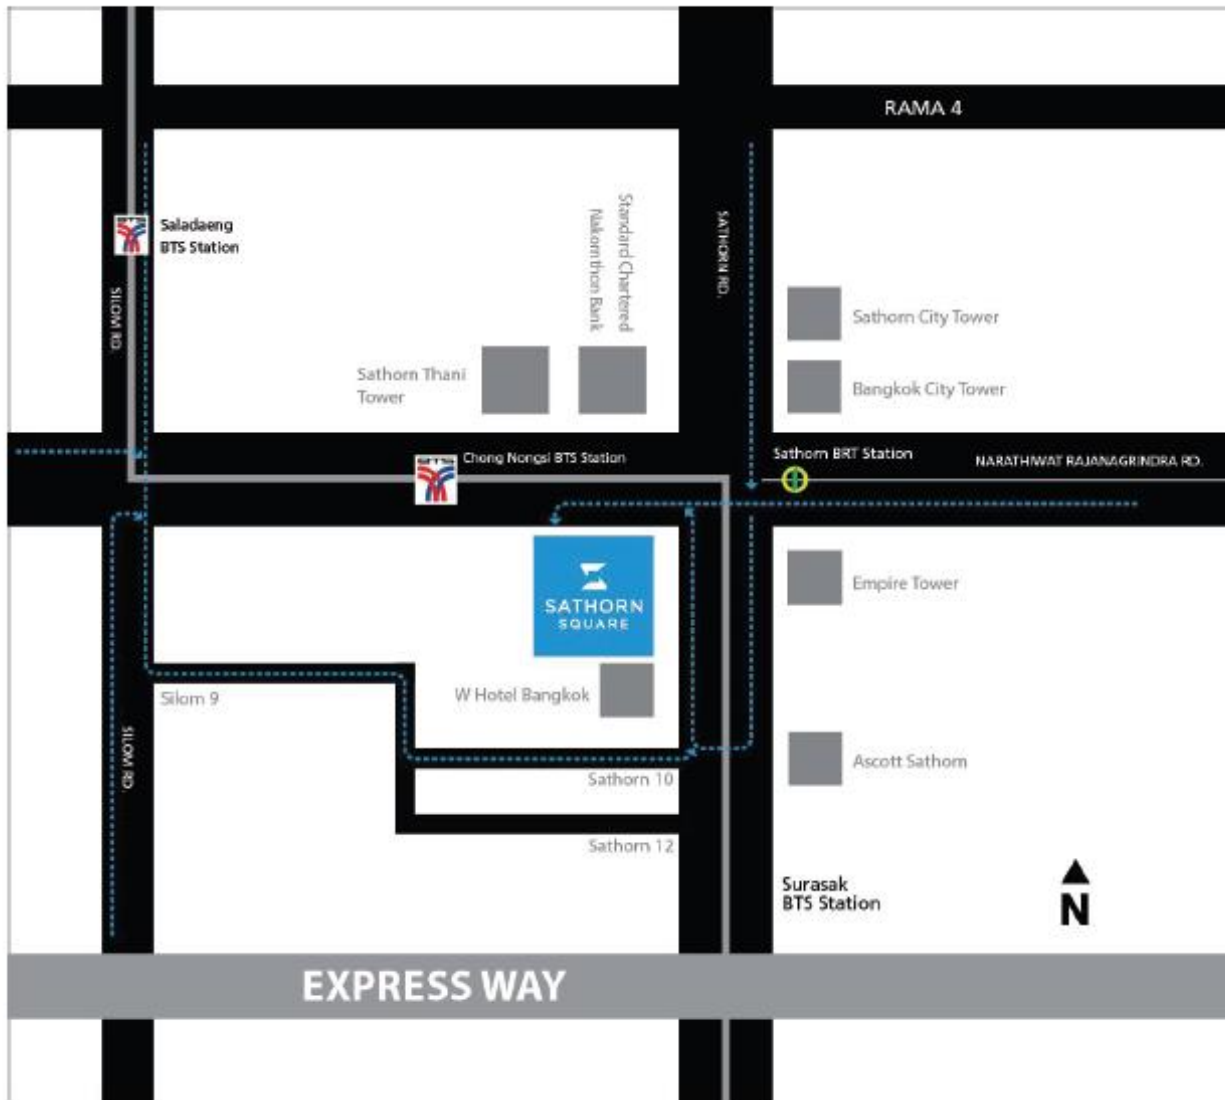 RAMA 4
Saladaeng
BTS Station
Standard Chartered
Nakornthon Bank
SATHORN RD.
SILOM RD.
Sathorn City Tower
Sathorn Thani
Tower
Bangkok City Tower
BTS
Chong Nongsi BTS Station
Sathorn BRT Station
NARATHIWAT RAJANAGRINDRA RD.
SATHORN
SQUARE
Empire Tower
W Hotel Bangkok
Silom 9
SILOM RD.
Sathorn 10
Ascott Sathorn
Sathorn 12
Surasak
BTS Station
N
EXPRESS WAY